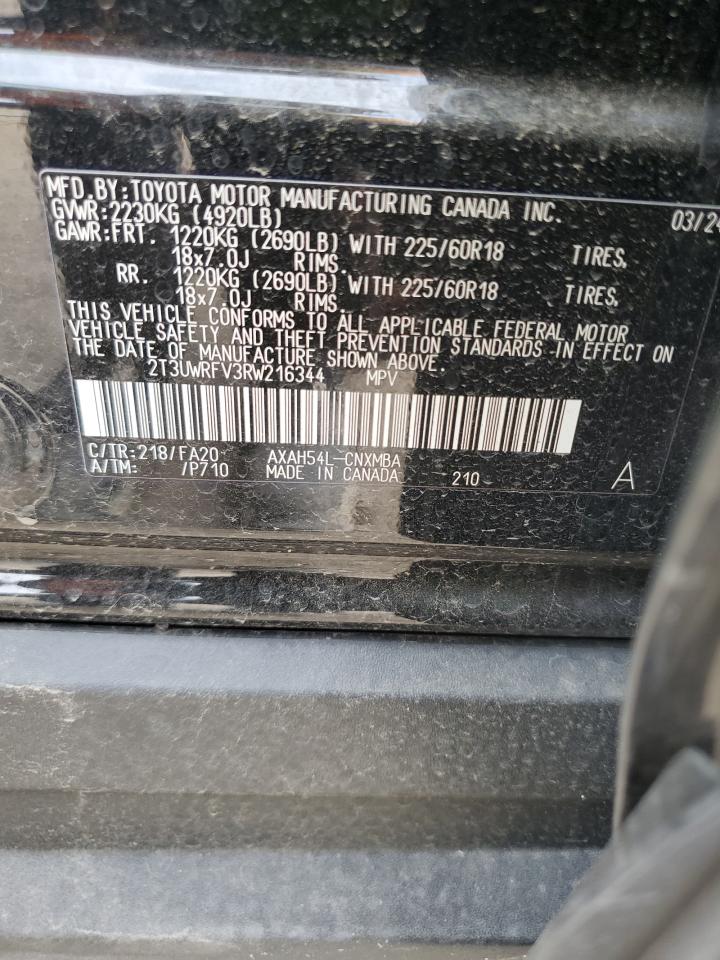 MFD.BY:TOYOTA MOTOR MANUFACTURING CANADA INC. 03/24
GVWR:2230KG (4920LB)
GAWR:FRT. 1220KG (2690LB) WITH 225/60R18 TIRES,
18x7.0J RIMS.
RR. 1220KG (2690LB) WITH 225/60R18 TIRES,
18x7.0J RIMS.
THIS VEHICLE CONFORMS TO ALL APPLICABLE FEDERAL MOTOR
VEHICLE SAFETY AND THEFT PREVENTION STANDARDS IN EFFECT ON
THE DATE OF MANUFACTURE SHOWN ABOVE.
2T3UWRFV3RW216344 MPV
C/TR:218/FA20 AXAH54L-CNXMBA
A/TM: /P710 MADE IN CANADA 210 A